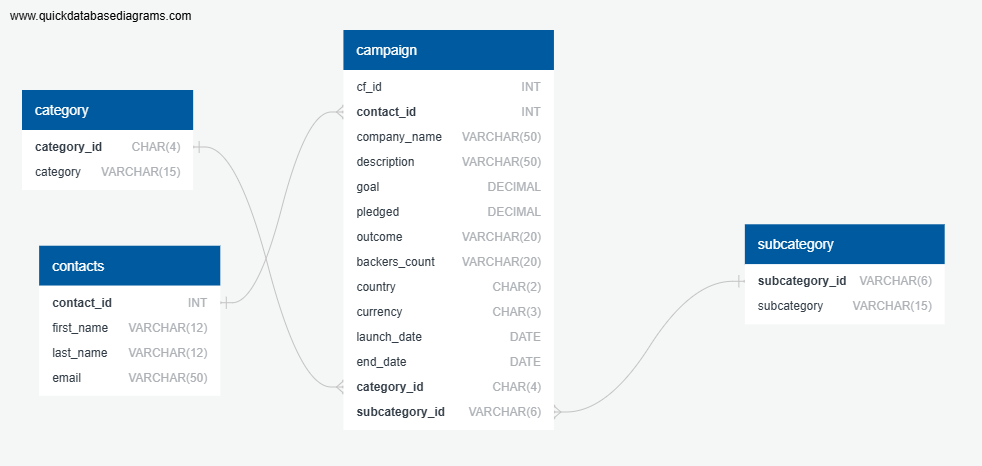 www.quickdatabasediagrams.com
category
category_id CHAR(4)
category VARCHAR(15)
contacts
contact_id INT
first_name VARCHAR(12)
last_name VARCHAR(12)
email VARCHAR(50)
campaign
cf_id INT
contact_id INT
company_name VARCHAR(50)
description VARCHAR(50)
goal DECIMAL
pledged DECIMAL
outcome VARCHAR(20)
backers_count VARCHAR(20)
country CHAR(2)
currency CHAR(3)
launch_date DATE
end_date DATE
category_id CHAR(4)
subcategory_id VARCHAR(6)
subcategory
subcategory_id VARCHAR(6)
subcategory VARCHAR(15)